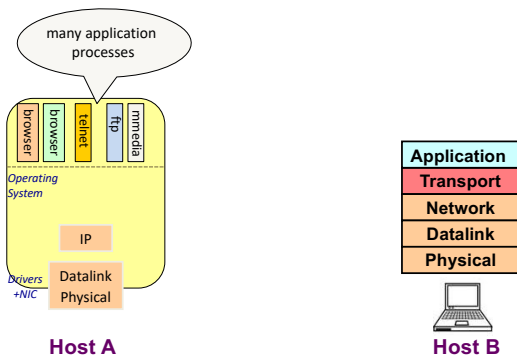 many application
processes
browser
browser
telnet
ftp
mmedia
Operating
System
IP
Drivers
+NIC
Datalink
Physical
Host A
Application
Transport
Network
Datalink
Physical
Host B